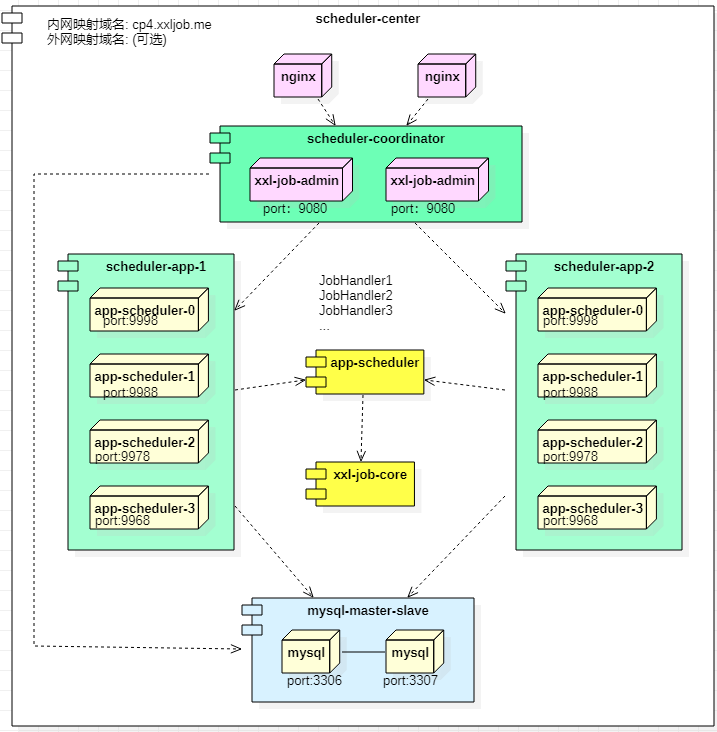 scheduler-center
内网映射域名: cp4.xxljob.me
外网映射域名: (可选)
nginx
nginx
scheduler-coordinator
xxl-job-admin
xxl-job-admin
port：9080
port：9080
scheduler-app-1
app-scheduler-0
port:9998
app-scheduler-1
port:9988
app-scheduler-2
port:9978
app-scheduler-3
port:9968
JobHandler1
JobHandler2
JobHandler3
...
app-scheduler
xxl-job-core
scheduler-app-2
app-scheduler-0
port:9998
app-scheduler-1
port:9988
app-scheduler-2
port:9978
app-scheduler-3
port:9968
mysql-master-slave
mysql
mysql
port:3306
port:3307